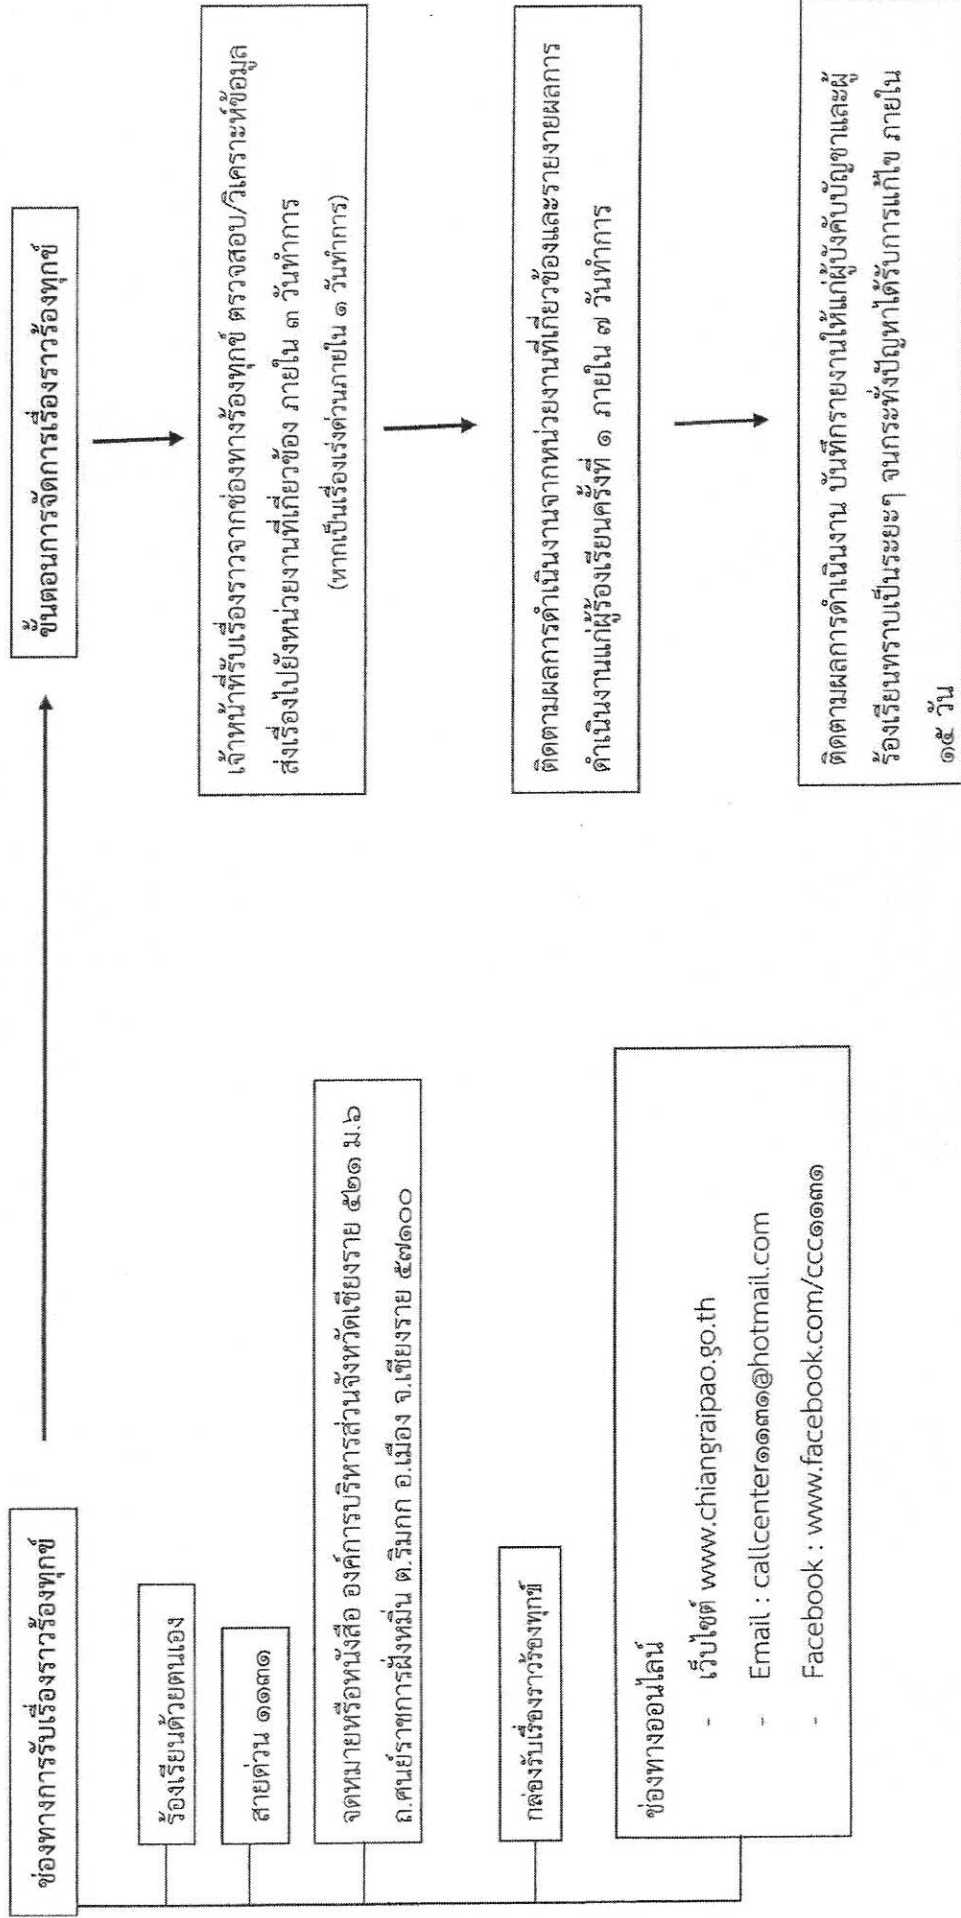 ช่องทางการรับเรื่องราวร้องทุกข์
ร้องเรียนด้วยตนเอง
สายด่วน ๑๑๓๑
จดหมายหรือหนังสือ องค์การบริหารส่วนจังหวัดเชียงราย ๕๒๑ ม.๖
ถ.ศูนย์ราชการฝั่งหมิ่น ต.ริมกก อ.เมือง จ.เชียงราย ๕๗๑๐๐
กล่องรับเรื่องราวร้องทุกข์
ช่องทางออนไลน์
- เว็บไซต์ www.chiangraipao.go.th
- Email : callcenter๑๑๓๑@hotmail.com
- Facebook : www.facebook.com/ccc๑๑๓๑
ขั้นตอนการจัดการเรื่องราวร้องทุกข์
เจ้าหน้าที่รับเรื่องราวจากช่องทางร้องทุกข์ ตรวจสอบ/วิเคราะห์ข้อมูล
ส่งเรื่องไปยังหน่วยงานที่เกี่ยวข้อง ภายใน ๓ วันทำการ
(หากเป็นเรื่องเร่งด่วนภายใน ๑ วันทำการ)
ติดตามผลการดำเนินงานจากหน่วยงานที่เกี่ยวข้องและรายงายผลการ
ดำเนินงานแก่ผู้ร้องเรียนครั้งที่ ๑ ภายใน ๗ วันทำการ
ติดตามผลการดำเนินงาน บันทึกรายงานให้แก่ผู้บังคับบัญชาและผู้
ร้องเรียนทราบเป็นระยะๆ จนกระทั่งปัญหาได้รับการแก้ไข ภายใน
๑๕ วัน